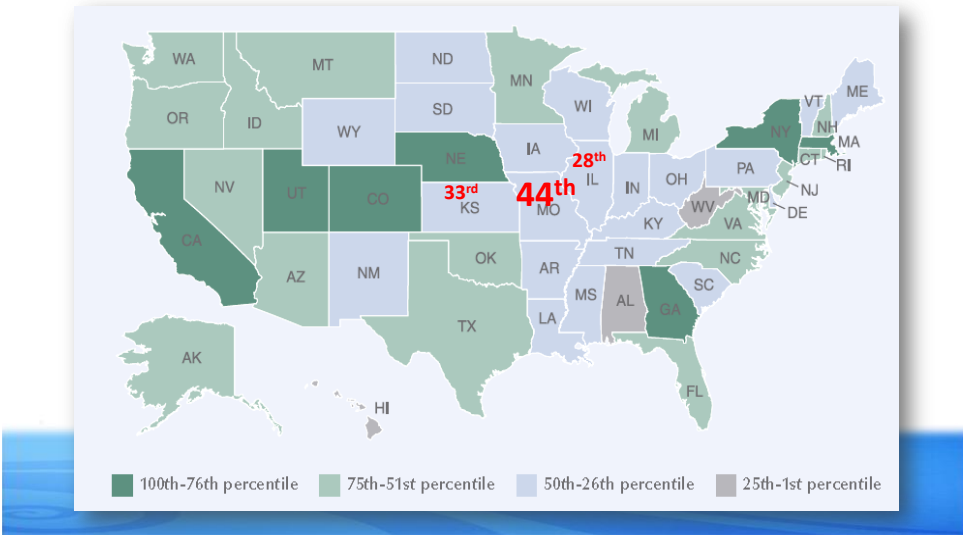 WA
MT
ND
MN
ME
VT
OR
ID
SD
WI
MI
NY
NH
WY
MA
IA
CT
RI
NE
28th
NV
UT
CO
33rd
KS
44th
MO
IL
IN
OH
PA
NJ
MD
DE
WV
VA
KY
CA
NC
TN
AZ
NM
OK
AR
SC
MS
AL
GA
TX
LA
AK
FL
HI
100th-76th percentile 75th-51st percentile 50th-26th percentile 25th-1st percentile